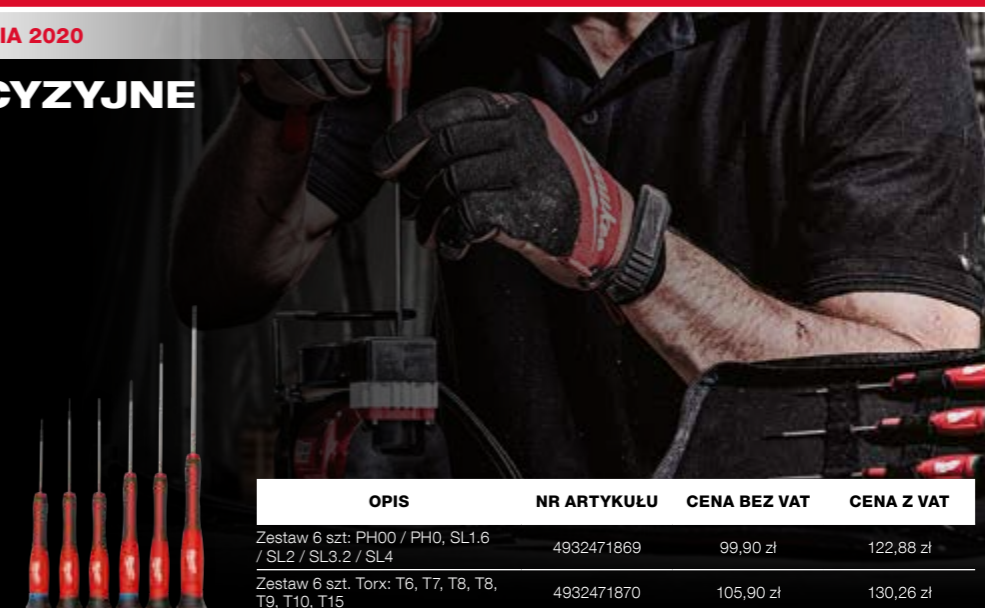 IA 2020
CYZYJNE
OPIS NR ARTYKUŁU CENA BEZ VAT CENA Z VAT
Zestaw 6 szt: PH00 / PH0, SL1.6
/ SL2 / SL3.2 / SL4
4932471869 99,90 zł 122,88 zł
Zestaw 6 szt. Torx: T6, T7, T8, T8,
T9, T10, T15
4932471870 105,90 zł 130,26 zł